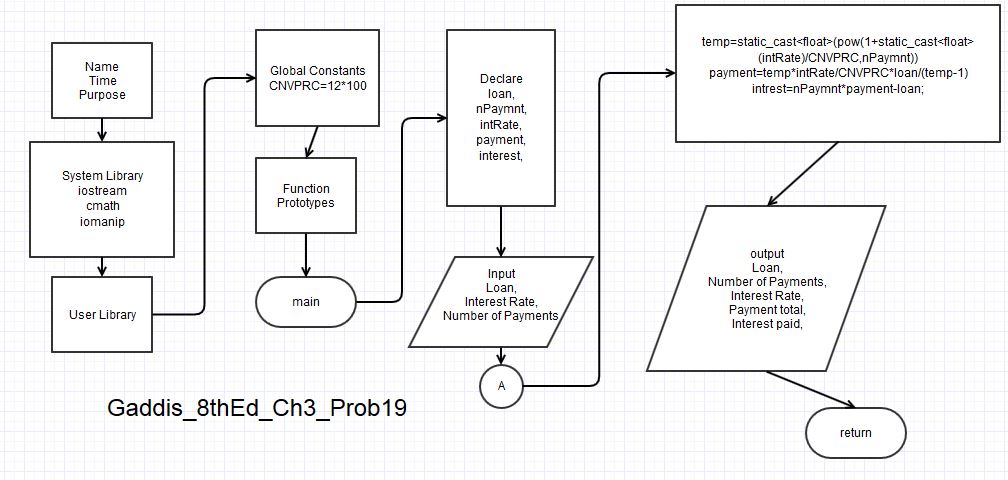 Name
Time
Purpose
System Library
iostream
cmath
iomanip
User Library
Global Constants
CNVPRC=12*100
Function
Prototypes
main
Declare
loan,
nPaymnt,
intRate,
payment,
interest,
Input
Loan,
Interest Rate,
Number of Payments
A
temp=static_cast<float>(pow(1+static_cast<float>
(intRate)/CNVPRC,nPaymnt))
payment=temp*intRate/CNVPRC*loan/(temp-1)
intrest=nPaymnt*payment-loan;
output
Loan,
Number of Payments,
Interest Rate,
Payment total,
Interest paid,
return
Gaddis_8thEd_Ch3_Prob19